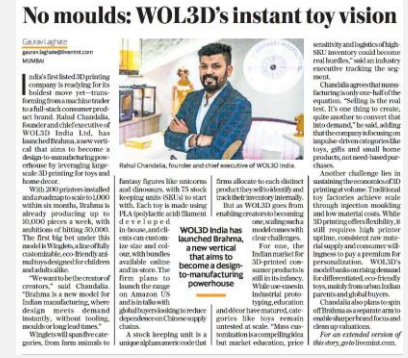 No moulds: WOL3D's instant toy vision
Gaurav Laghate
gaurav.laghate@livemint.com
MUMBAI
India's first listed 3D printing
company is readying for its
boldest move yet—trans-
forming from a machine trader
to a full-stack consumer prod-
uct brand. Rahul Chandalia,
founder and chief executive of
WOL3D India Ltd, has
launched Brahma, a new verti-
cal that aims to become a
design-to-manufacturing pow-
erhouse by leveraging large-
scale 3D printing for toys and
home decor.
With 200 printers installed
and a roadmap to scale to 1,000
within six months, Brahma is
already producing up to
10,000 pieces a week, with
ambitions of hitting 50,000.
The first big bet under this
model is Winglets, a line of fully
customizable, eco-friendly ani-
mal toys designed for children
and adults alike.
"We want to be the creator of
creators," said Chandalia.
"Brahma is a new model for
Indian manufacturing, where
design meets demand
instantly, without tooling,
moulds or long lead times."
Winglets will span five cate-
gories, from farm animals to
Rahul Chandalia, founder and chief executive of WOL3D India.
fantasy figures like unicorns
and dinosaurs, with 75 stock
keeping units (SKUs) to start
with. Each toy is made using
PLA (polylactic acid) filament
developed
in-house, and cli-
ents can custom-
ize size and col-
our, with bundles
available online
and in-store. The
firm plans to
launch the range
on Amazon US
and is in talks with
global buyers looking to reduce
dependence on Chinese supply
chains.
A stock keeping unit is a
unique alphanumeric code that
WOL3D India has
launched Brahma,
a new vertical
that aims to
become a design-
to-manufacturing
powerhouse
firms allocate to each distinct
product they sell to identify and
track their inventory internally.
But as WOL3D goes from
enabling creators to becoming
one, scaling such a
model comes with
clear challenges.
For one, the
Indian market for
3D-printed con-
sumer products is
still in its infancy.
While use-cases in
industrial proto-
typing, education
and décor have matured, cate-
gories like toys remain
untested at scale. "Mass cus-
tomization is a compelling idea
but market education, price
sensitivity and logistics of high-
SKU inventory could become
real hurdles," said an industry
executive tracking the seg-
ment.
Chandalia agrees that manu-
facturing is only one-half of the
equation. "Selling is the real
test. It's one thing to create,
quite another to convert that
into demand," he said, adding
that the company is focusing on
impulse-driven categories like
toys, gifts and small home
products, not need-based pur-
chases.
Another challenge lies in
sustaining the economics of 3D
printing at volume. Traditional
toy factories achieve scale
through injection moulding
and low material costs. While
3D printing offers flexibility, it
still requires high printer
uptime, consistent raw mate-
rial supply and consumer will-
ingness to pay a premium for
personalization. WOL3D's
model banks on rising demand
for differentiated, eco-friendly
toys, mainly from urban Indian
parents and global buyers.
Chandalia also plans to spin
off Brahma as a separate arm to
enable sharper brand focus and
clean up valuations.
For an extended version of
this story, go to livemint.com.